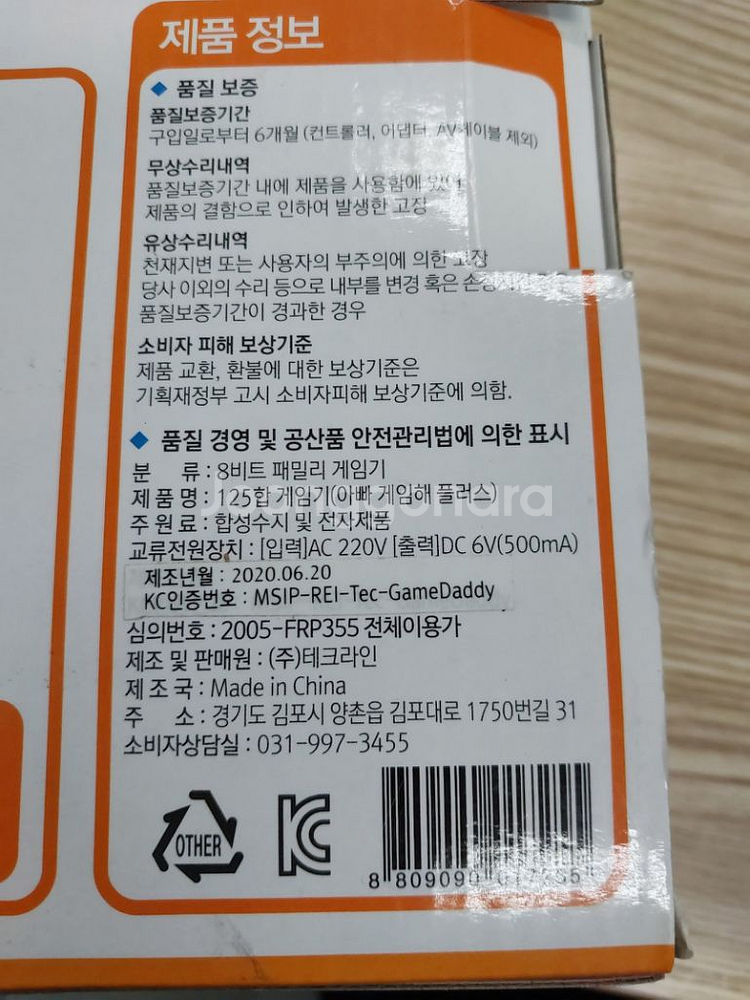 제품 정보
◆ 품질 보증
품질보증기간
구입일로부터 6개월 (컨트롤러, 어댑터, AV케이블 제외)
무상수리내역
품질보증기간 내에 제품을 사용함에 있어
제품의 결함으로 인하여 발생한 고장
유상수리내역
천재지변 또는 사용자의 부주의에 의한 고장
당사 이외의 수리 등으로 내부를 변경 혹은
품질보증기간이 경과한 경우
소비자 피해 보상기준
제품 교환, 환불에 대한 보상기준은
기획재정부 고시 소비자피해 보상기준에 의함.
◆ 품질 경영 및 공산품 안전관리법에 의한 표시
분 류 : 8비트 패밀리 게임기
제 품 명 : 125합 게임기(아빠 게임해 플러스)
주 원 료 : 합성수지 및 전자제품
교류전원장치 : [입력]AC 220V [출력]DC 6V(500mA)
제조년월 : 2020.06.20
KC인증번호 : MSIP-REI-Tec-GameDaddy
심의번호 : 2005-FRP355 전체이용가
제조 및 판매원 : (주)테크라인
제 조 국 : Made in China
주 소 : 경기도 김포시 양촌읍 김포대로 1750번길 31
소비자상담실 : 031-997-3455
OTHER
KC
8 809090
Joonggonara